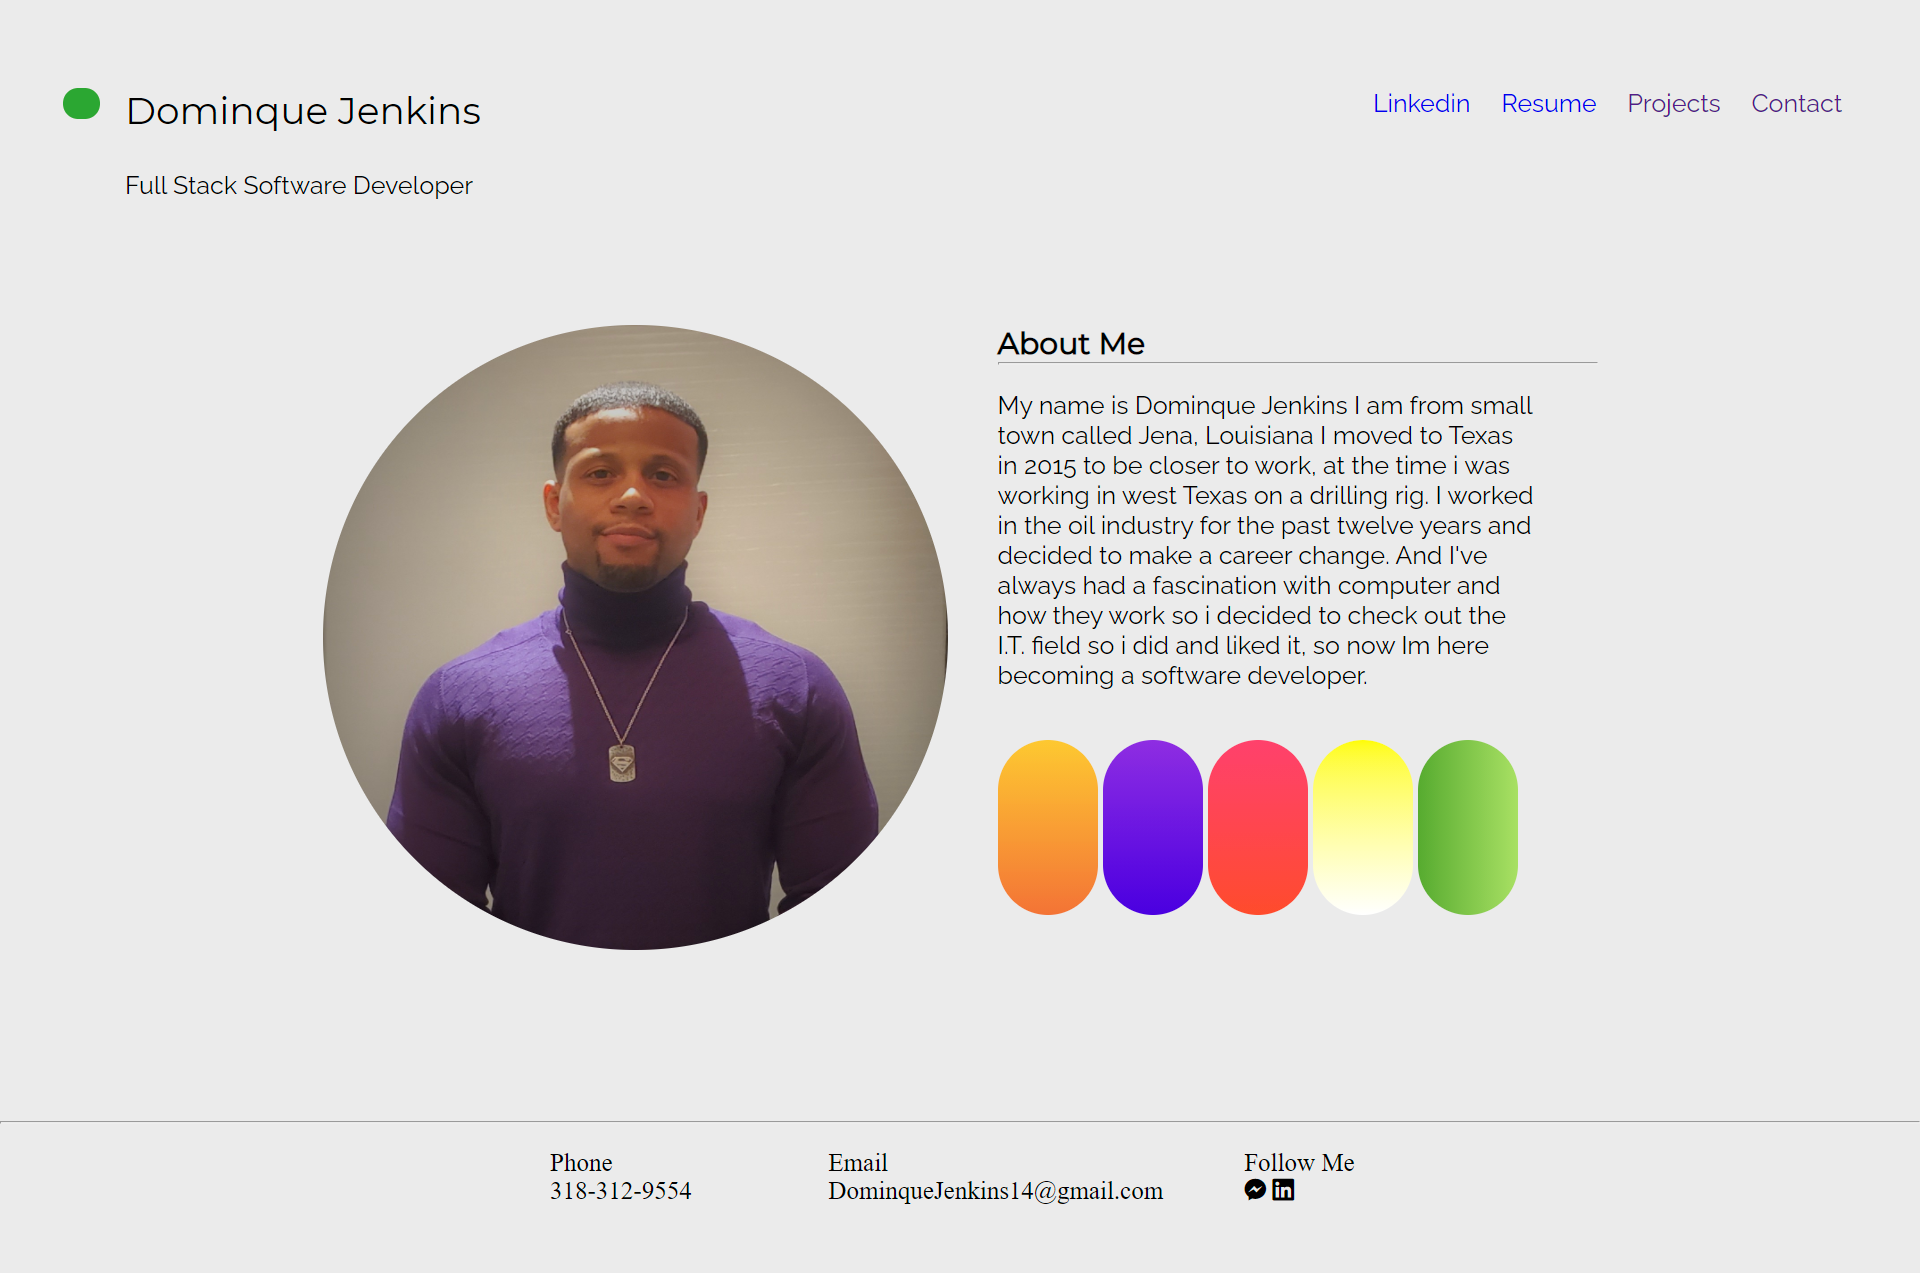 Dominque Jenkins
Linkedin Resume Projects Contact
Full Stack Software Developer
About Me
My name is Dominque Jenkins I am from small
town called Jena, Louisiana I moved to Texas
in 2015 to be closer to work, at the time i was
working in west Texas on a drilling rig. I worked
in the oil industry for the past twelve years and
decided to make a career change. And I've
always had a fascination with computer and
how they work so i decided to check out the
I.T. field so i did and liked it, so now Im here
becoming a software developer.
Phone
318-312-9554
Email
DominqueJenkins14@gmail.com
Follow Me